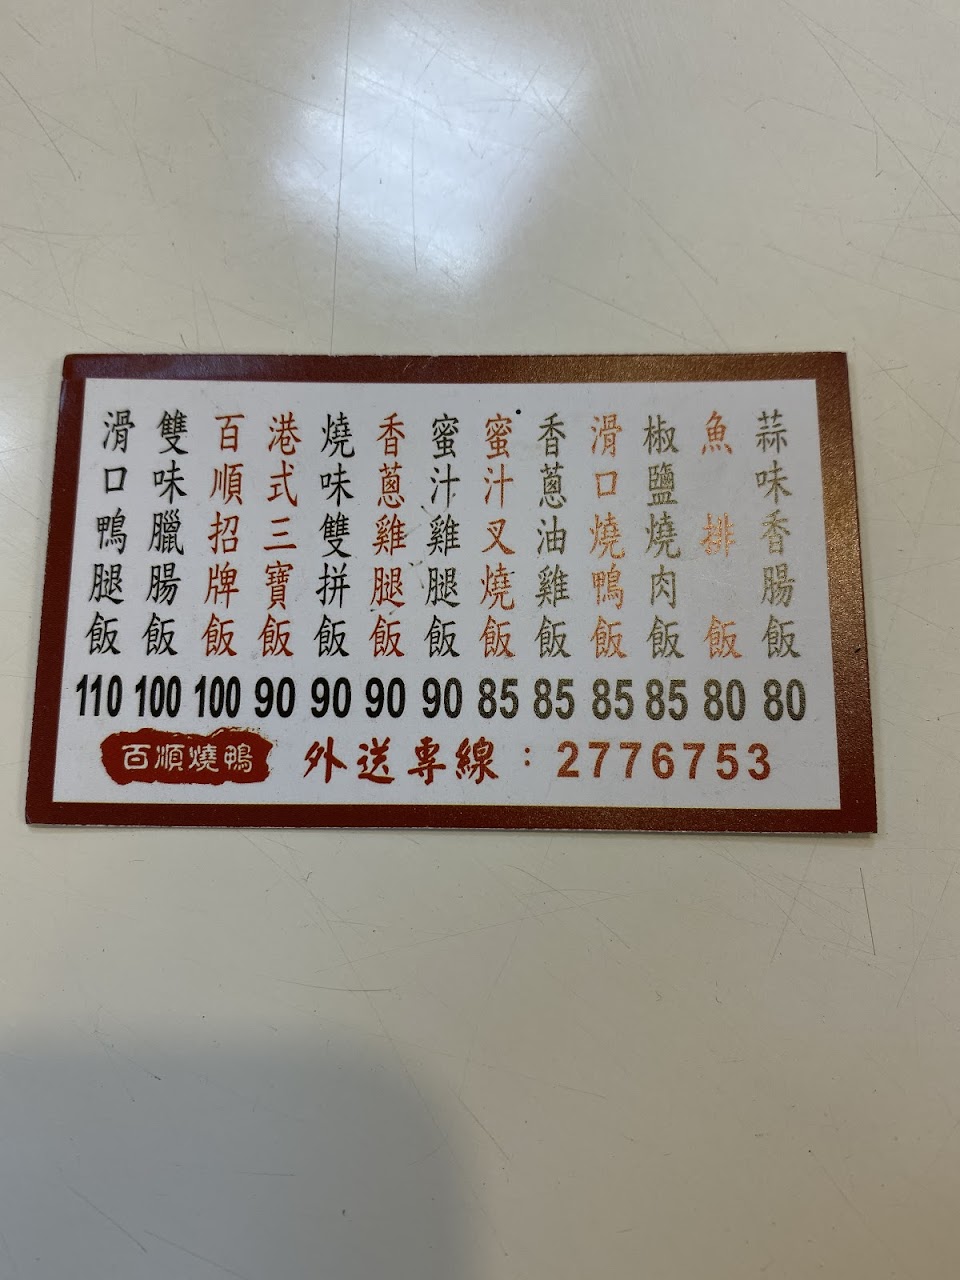 蒜味香腸飯 80
魚排飯 80
椒鹽燒肉飯 85
滑口燒鴨飯 85
香蔥油雞飯 85
蜜汁叉燒飯 85
蜜汁雞腿飯 90
香蔥雞腿飯 90
燒味雙拼飯 90
港式三寶飯 90
百順招牌飯 100
雙味臘腸飯 100
滑口鴨腿飯 110
百順燒鴨 外送專線：2776753